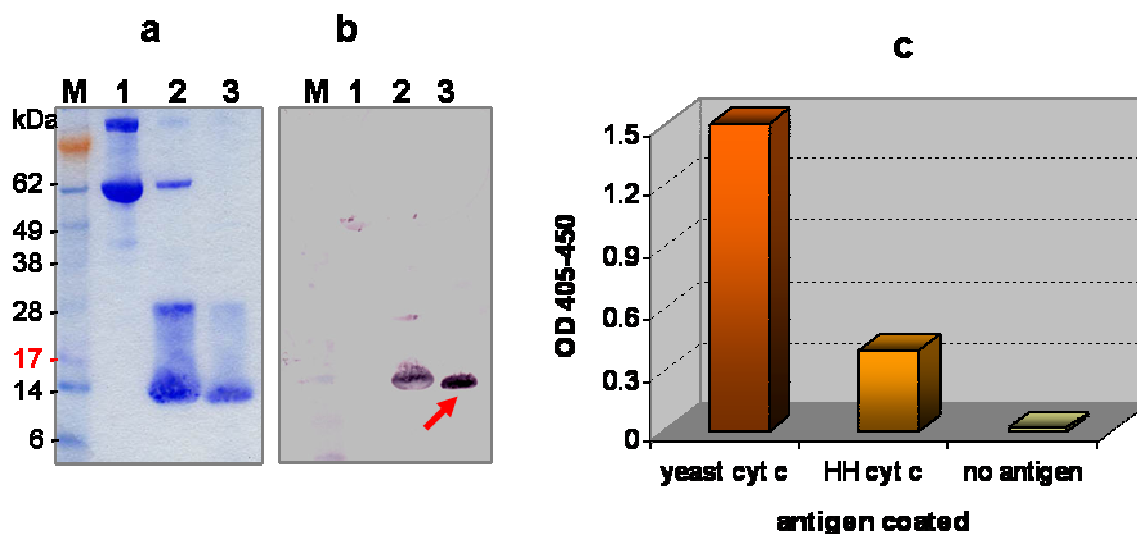 a
b
c
M 1 2 3
M 1 2 3
kDa
62
49
38
28
17
14
6
OD 405-450
1.5
1.2
0.9
0.6
0.3
0
yeast cyt c HH cyt c no antigen
antigen coated